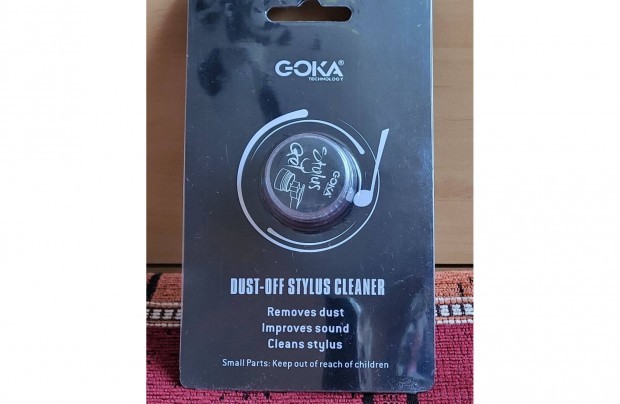 GOKA®
TECHNOLOGY
GOKA
Stylus
Gel
DUST-OFF STYLUS CLEANER
Removes dust
Improves sound
Cleans stylus
Small Parts: Keep out of reach of children